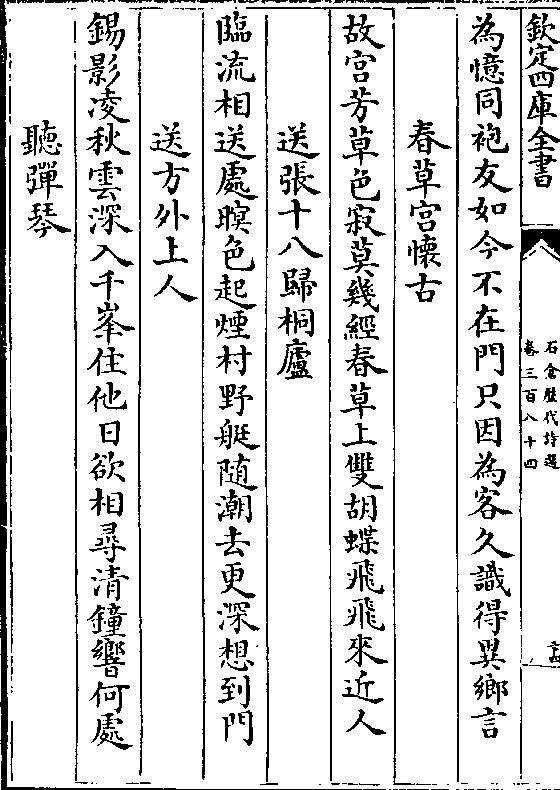 欽定四庫全書
石倉歴代詩選
卷三百八十四
為憶同袍友如今不在門只因為客久識得異鄉言
春草宫懐古
故宫芳草色寂莫幾經春草上雙胡蝶飛飛來近人
送張十八歸桐廬
臨流相送處暝色起煙村野艇随潮去更深想到門
送方外上人
錫影凌秋雲深入千峯住他日欲相尋清鐘響何處
聽彈琴